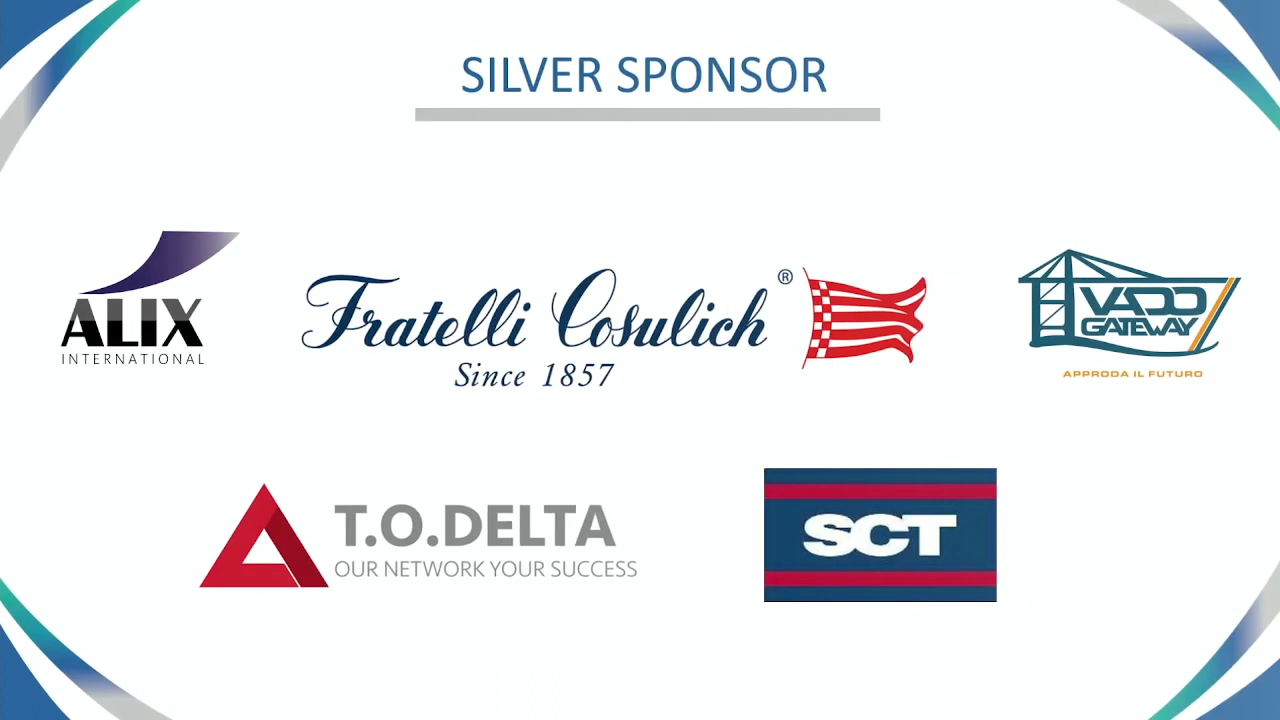 SILVER SPONSOR
ALIX
INTERNATIONAL
Fratelli Cosulich ®
Since 1857
VADO
GATEWAY
APPRODA IL FUTURO
T.O.DELTA
OUR NETWORK YOUR SUCCESS
SCT